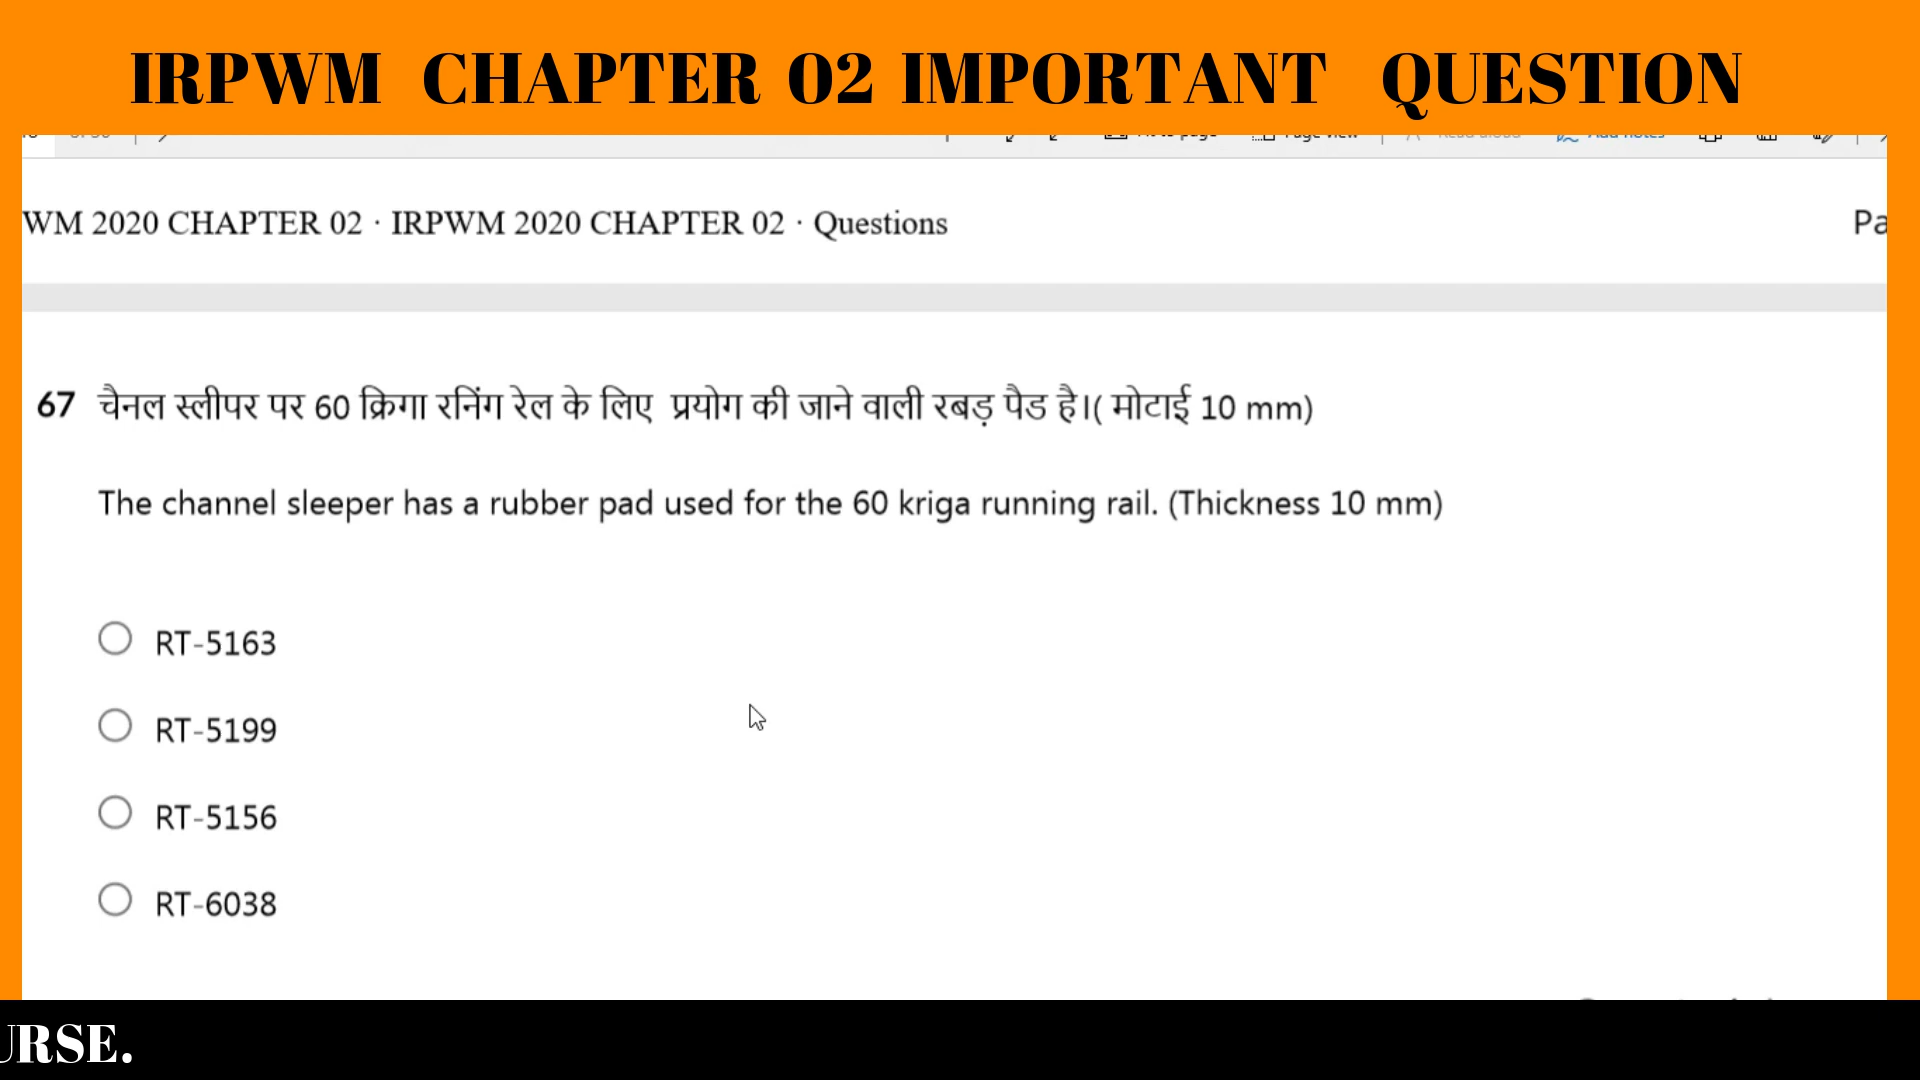 IRPWM CHAPTER 02 IMPORTANT QUESTION
WM 2020 CHAPTER 02 · IRPWM 2020 CHAPTER 02 · Questions
Pa
67 चैनल स्लीपर पर 60 क्रिगा रनिंग रेल के लिए प्रयोग की जाने वाली रबड़ पैड है।( मोटाई 10 mm)
The channel sleeper has a rubber pad used for the 60 kriga running rail. (Thickness 10 mm)
RT-5163
RT-5199
RT-5156
RT-6038
URSE.